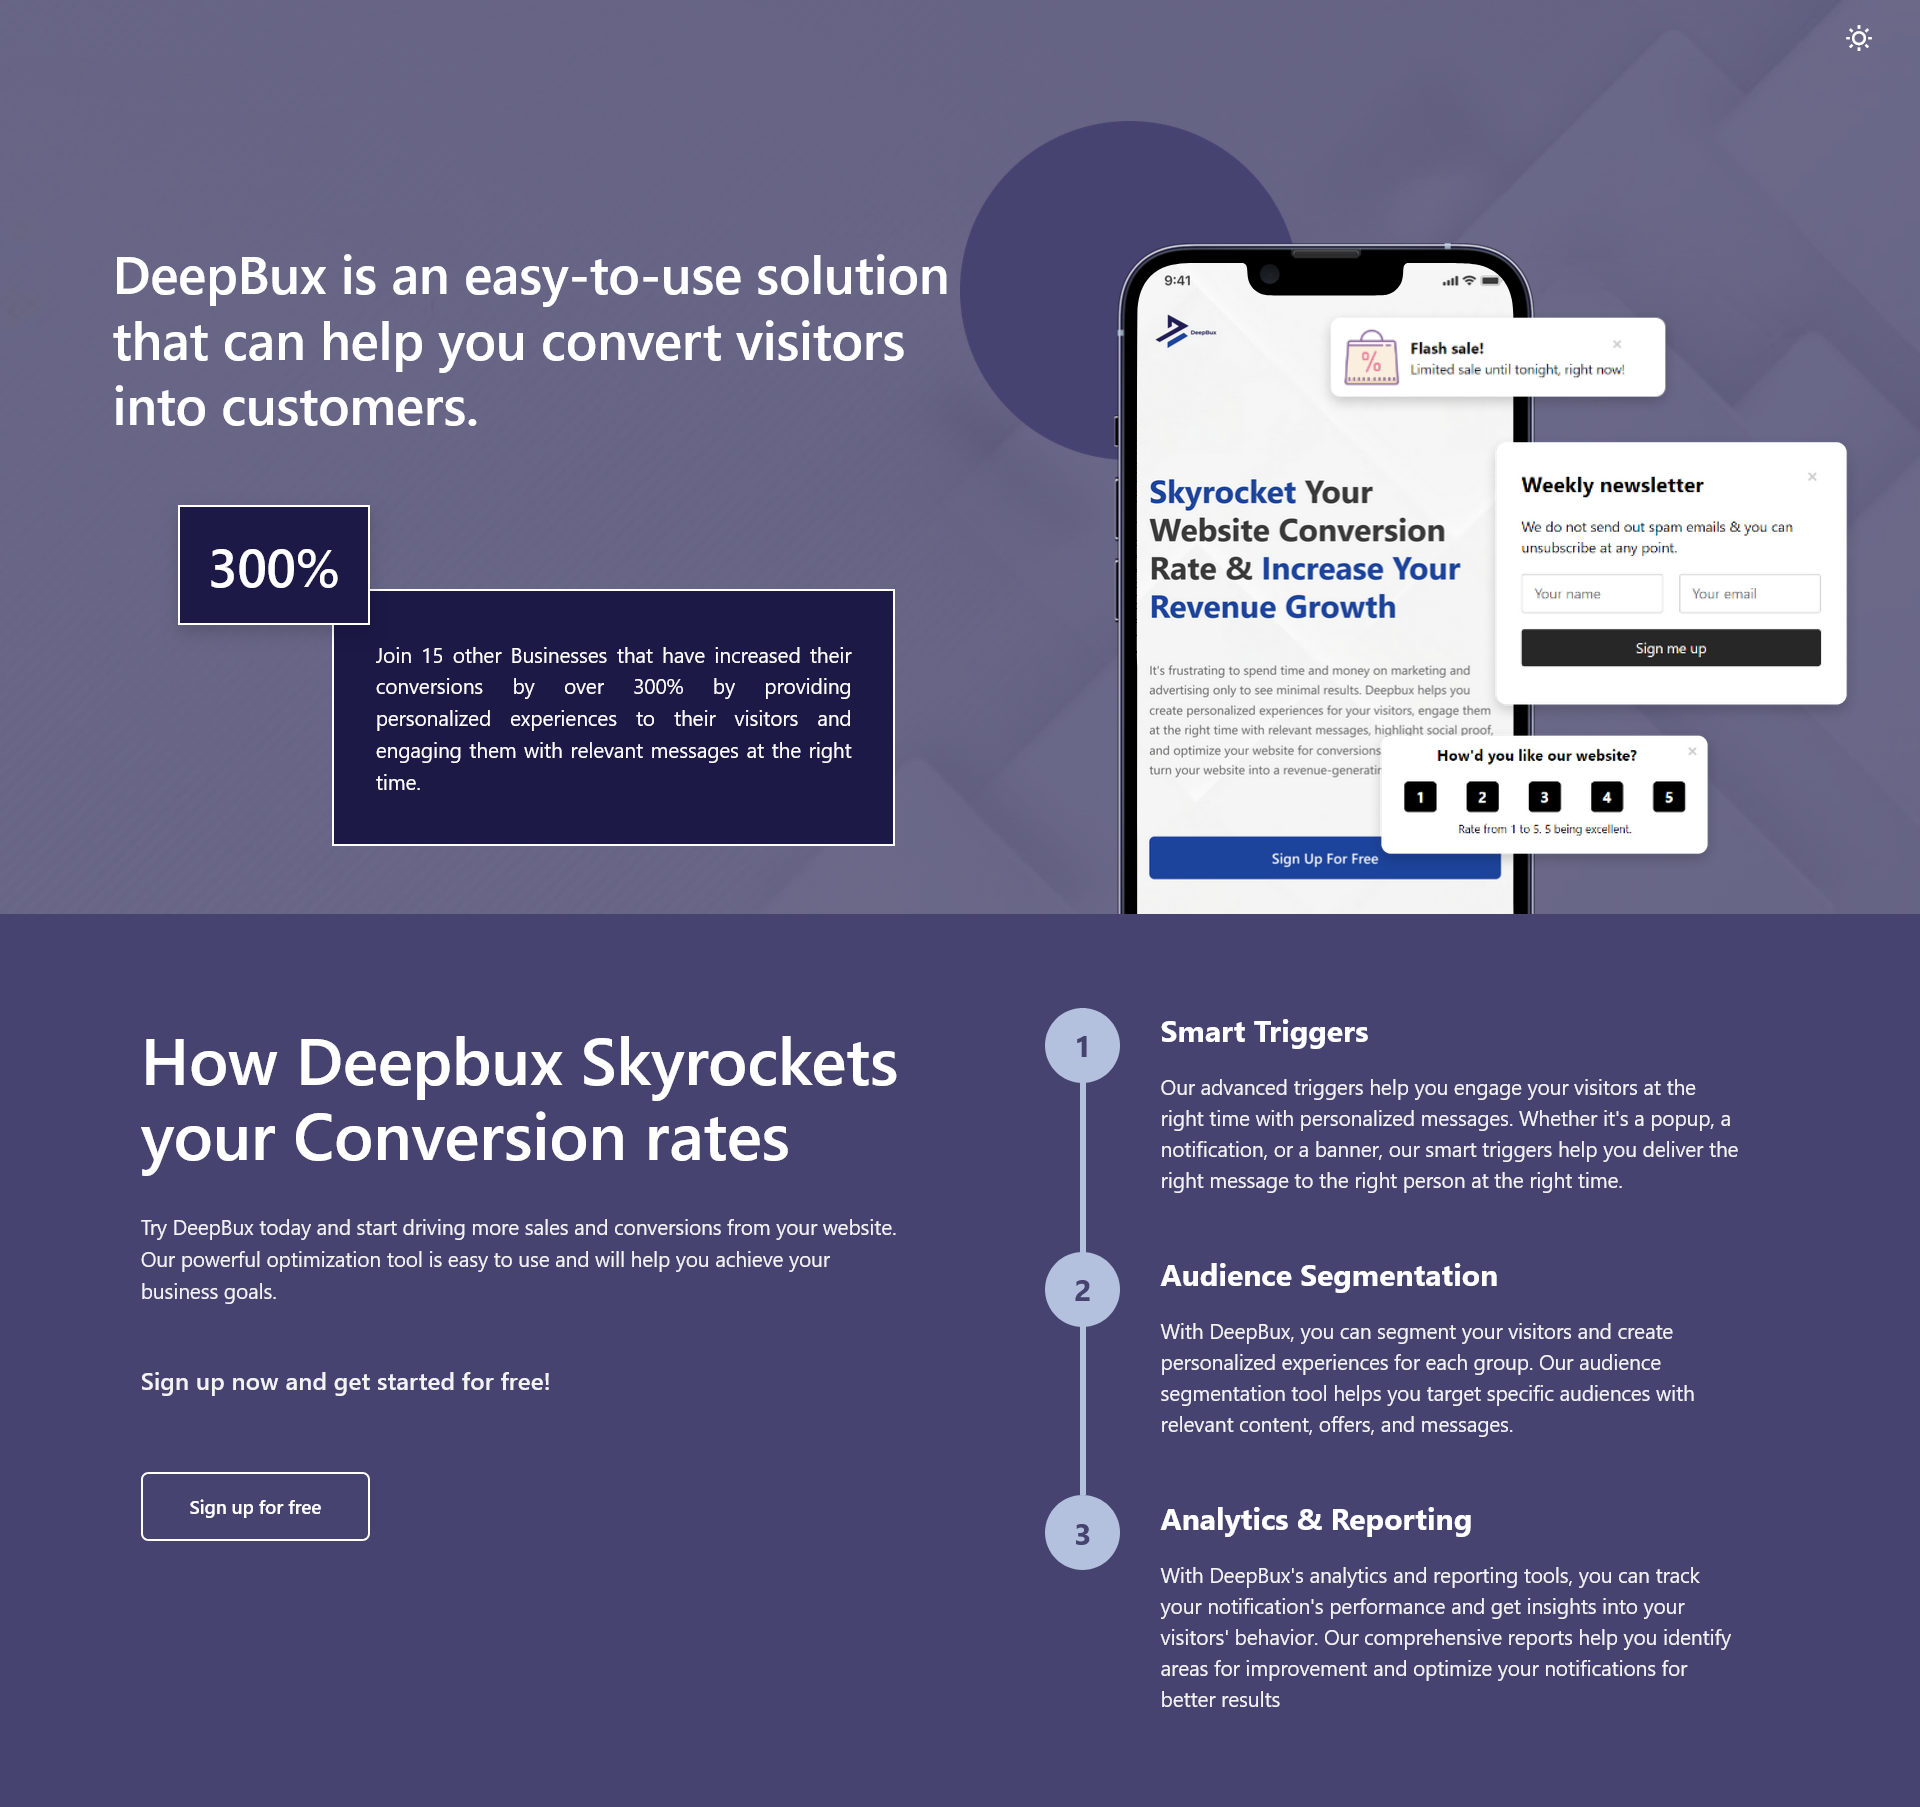 DeepBux is an easy-to-use solution
that can help you convert visitors
into customers.
300%
Join 15 other Businesses that have increased their
conversions by over 300% by providing
personalized experiences to their visitors and
engaging them with relevant messages at the right
time.
9:41
DeepBux
Flash sale!
Limited sale until tonight, right now!
Skyrocket Your
Website Conversion
Rate & Increase Your
Revenue Growth
It's frustrating to spend time and money on marketing and
advertising only to see minimal results. Deepbux helps you
create personalized experiences for your visitors, engage them
at the right time with relevant messages, highlight social proof,
and optimize your website for conversions
turn your website into a
Sign Up For Free
Weekly newsletter
We do not send out spam emails & you can
unsubscribe at any point.
Your name
Your email
Sign me up
How'd you like our website?
1 2 3 4 5
Rate from 1 to 5. 5 being excellent.
How Deepbux Skyrockets
your Conversion rates
Try DeepBux today and start driving more sales and conversions from your website.
Our powerful optimization tool is easy to use and will help you achieve your
business goals.
Sign up now and get started for free!
Sign up for free
1
Smart Triggers
Our advanced triggers help you engage your visitors at the
right time with personalized messages. Whether it's a popup, a
notification, or a banner, our smart triggers help you deliver the
right message to the right person at the right time.
2
Audience Segmentation
With DeepBux, you can segment your visitors and create
personalized experiences for each group. Our audience
segmentation tool helps you target specific audiences with
relevant content, offers, and messages.
3
Analytics & Reporting
With DeepBux's analytics and reporting tools, you can track
your notification's performance and get insights into your
visitors' behavior. Our comprehensive reports help you identify
areas for improvement and optimize your notifications for
better results